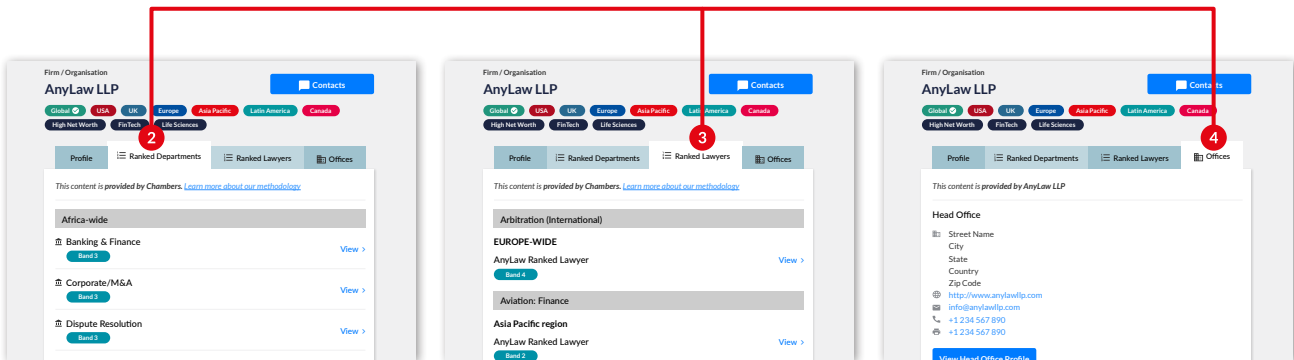 2
3
4
Firm / Organisation
AnyLaw LLP
Contacts
Global USA UK Europe Asia Pacific Latin America Canada
High Net Worth FinTech Life Sciences
Profile Ranked Departments Ranked Lawyers Offices
This content is provided by Chambers. Learn more about our methodology
Africa-wide
Banking & Finance
Band 3
View >
Corporate/M&A
Band 3
View >
Dispute Resolution
Band 3
View >
Firm / Organisation
AnyLaw LLP
Contacts
Global USA UK Europe Asia Pacific Latin America Canada
High Net Worth FinTech Life Sciences
Profile Ranked Departments Ranked Lawyers Offices
This content is provided by Chambers. Learn more about our methodology
Arbitration (International)
EUROPE-WIDE
AnyLaw Ranked Lawyer
View >
Band 4
Aviation: Finance
Asia Pacific region
AnyLaw Ranked Lawyer
View >
Band 2
Firm / Organisation
AnyLaw LLP
Contacts
Global USA UK Europe Asia Pacific Latin America Canada
High Net Worth FinTech Life Sciences
Profile Ranked Departments Ranked Lawyers Offices
This content is provided by AnyLaw LLP
Head Office
Street Name
City
State
Country
Zip Code
http://www.anylawllp.com
info@anylawllp.com
+1 234 567 890
+1 234 567 890
View Head Office Profile